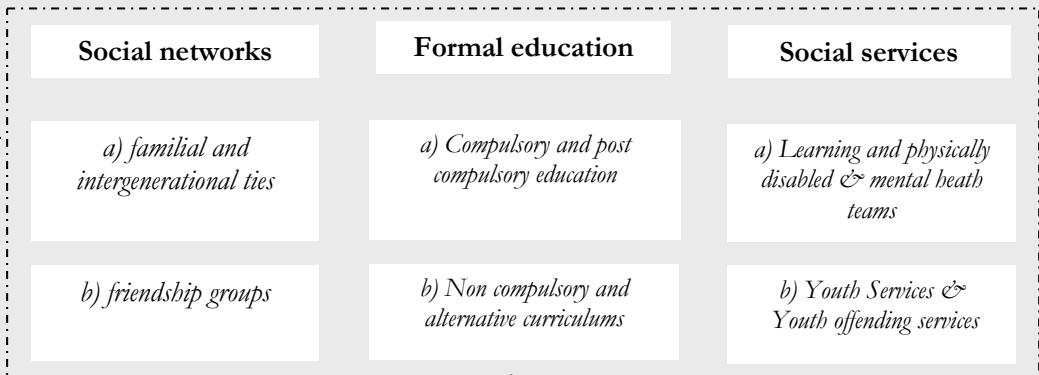 Social networks
Formal education
Social services
a) familial and
intergenerational ties
a) Compulsory and post
compulsory education
a) Learning and physically
disabled & mental heath
teams
b) friendship groups
b) Non compulsory and
alternative curriculums
b) Youth Services &
Youth offending services